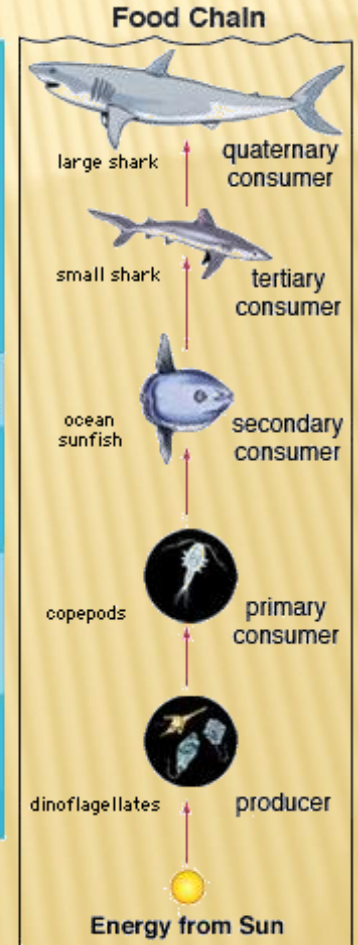 Food Chain
large shark
quaternary
consumer
small shark
tertiary
consumer
ocean
sunfish
secondary
consumer
copepods
primary
consumer
dinoflagellates
producer
Energy from Sun